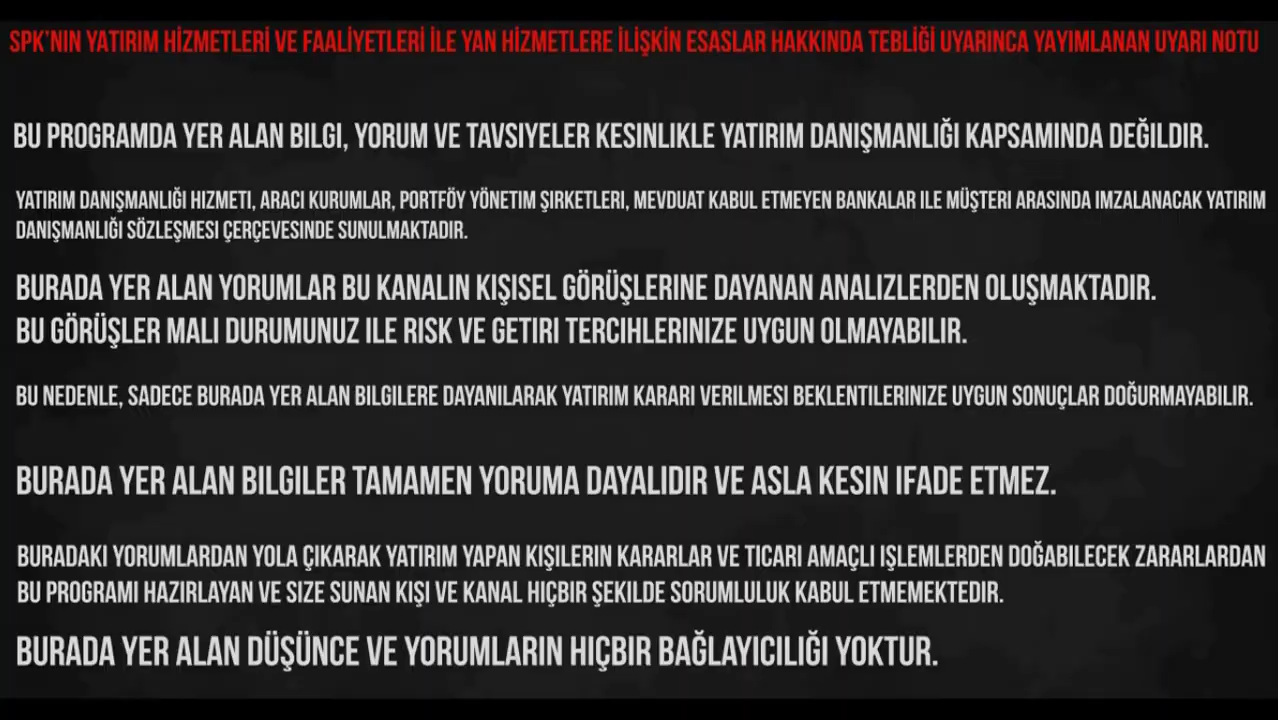 SPK'NIN YATIRIM HİZMETLERİ VE FAALİYETLERİ İLE YAN HİZMETLERE İLİŞKİN ESASLAR HAKKINDA TEBLİĞİ UYARINCA YAYIMLANAN UYARI NOTU
BU PROGRAMDA YER ALAN BILGI, YORUM VE TAVSIYELER KESINLIKLE YATIRIM DANIŞMANLIĞI KAPSAMINDA DEĞILDIR.
YATIRIM DANIŞMANLIĞI HIZMETI, ARACI KURUMLAR, PORTFÖY YÖNETIM ŞIRKETLERI, MEVDUAT KABUL ETMEYEN BANKALAR ILE MÜŞTERI ARASINDA IMZALANACAK YATIRIM
DANIŞMANLIĞI SÖZLEŞMESI ÇERÇEVESINDE SUNULMAKTADIR.
BURADA YER ALAN YORUMLAR BU KANALIN KIŞISEL GÖRÜŞLERINE DAYANAN ANALIZLERDEN OLUŞMAKTADIR.
BU GÖRÜŞLER MALI DURUMUNUZ ILE RISK VE GETIRI TERCIHLERINIZE UYGUN OLMAYABILIR.
BU NEDENLE, SADECE BURADA YER ALAN BILGILERE DAYANILARAK YATIRIM KARARI VERILMESI BEKLENTILERINIZE UYGUN SONUÇLAR DOĞURMAYABILIR.
BURADA YER ALAN BILGILER TAMAMEN YORUMA DAYALIDIR VE ASLA KESIN IFADE ETMEZ.
BURADAKI YORUMLARDAN YOLA ÇIKARAK YATIRIM YAPAN KIŞILERIN KARARLAR VE TICARI AMAÇLI IŞLEMLERDEN DOĞABILECEK ZARARLARDAN
BU PROGRAMI HAZIRLAYAN VE SIZE SUNAN KIŞI VE KANAL HIÇBIR ŞEKILDE SORUMLULUK KABUL ETMEMEKTEDIR.
BURADA YER ALAN DÜŞÜNCE VE YORUMLARIN HIÇBIR BAĞLAYICILIĞI YOKTUR.